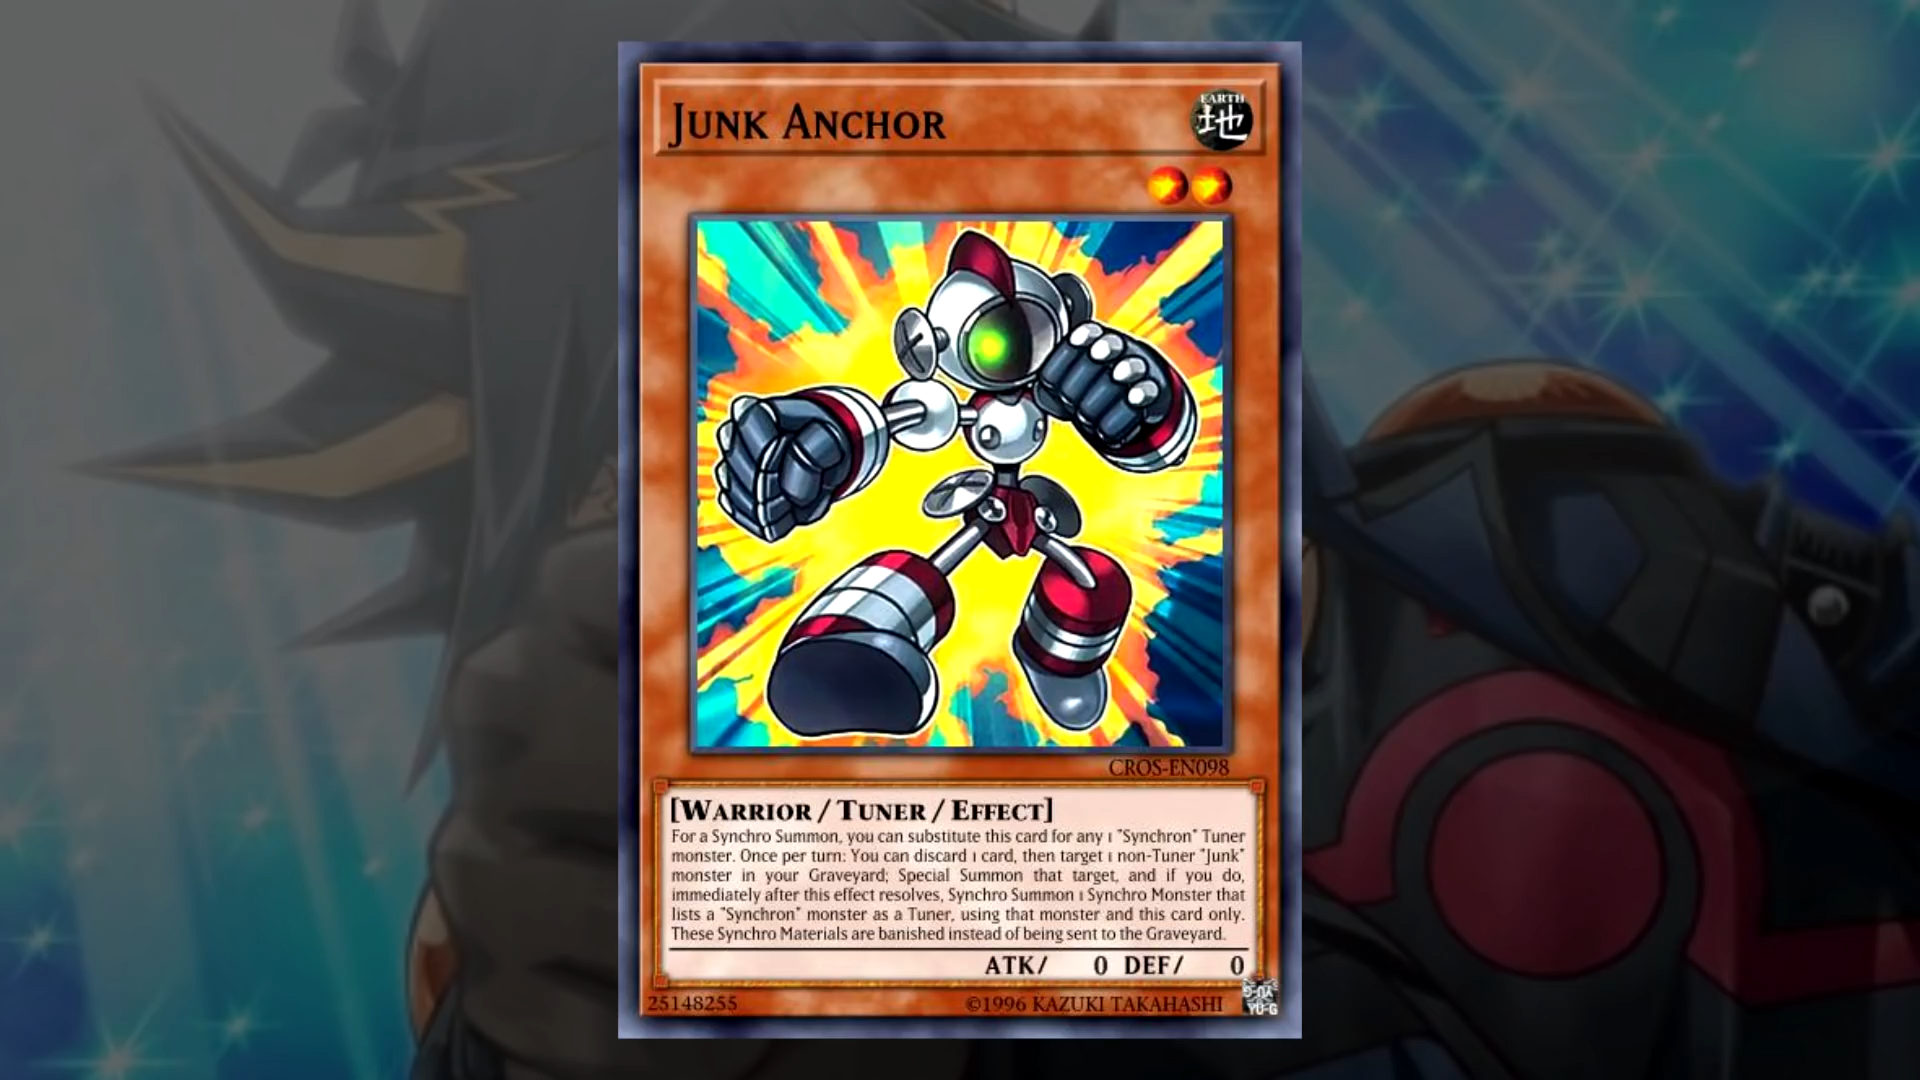 JUNK ANCHOR
EARTH
地
CROS-EN098
[WARRIOR / TUNER / EFFECT]
For a Synchro Summon, you can substitute this card for any 1 "Synchron" Tuner
monster. Once per turn: You can discard 1 card, then target 1 non-Tuner "Junk"
monster in your Graveyard; Special Summon that target, and if you do,
immediately after this effect resolves, Synchro Summon 1 Synchro Monster that
lists a "Synchron" monster as a Tuner, using that monster and this card only.
These Synchro Materials are banished instead of being sent to the Graveyard.
ATK/ 0 DEF/ 0
25148255 ©1996 KAZUKI TAKAHASHI